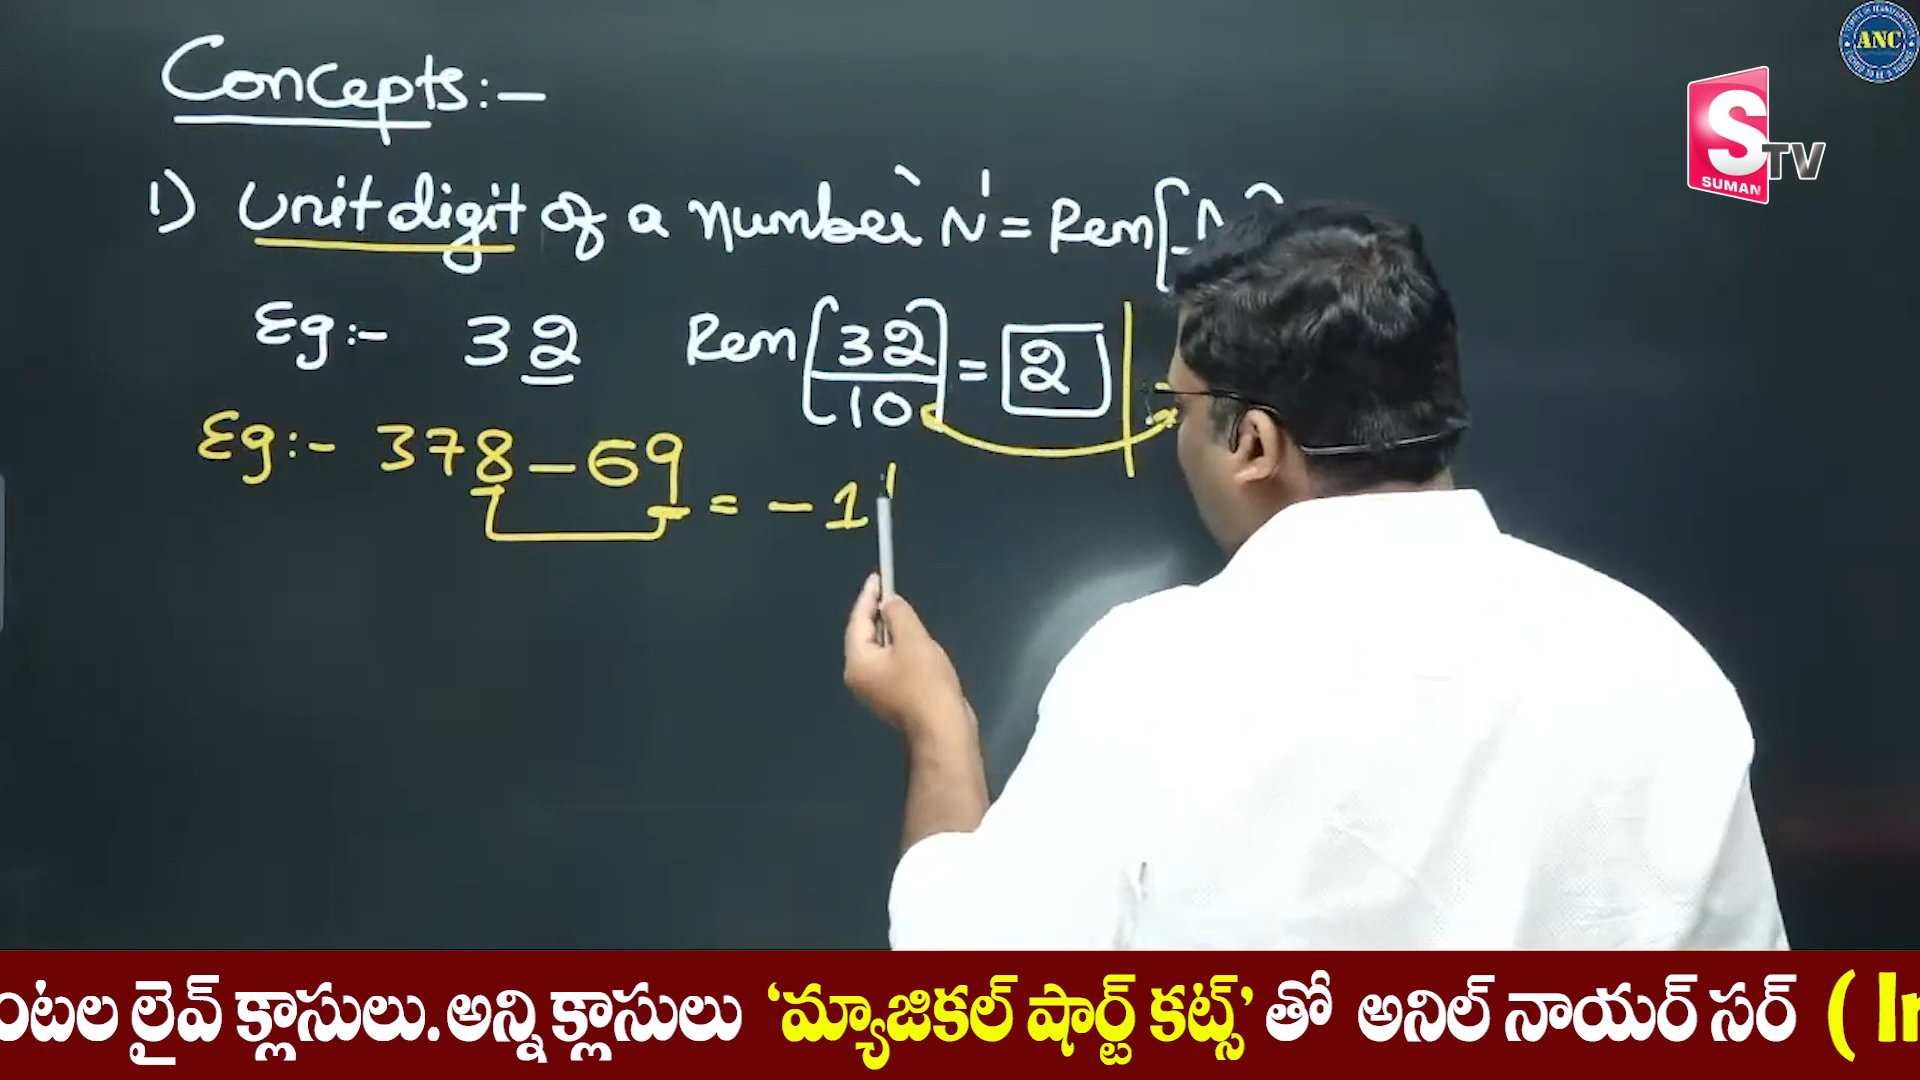 Concepts:-
1) Unit digit of a number 'N' = Rem[
Eg:- 32 Rem[32/10] = 2
Eg:- 378-69 = -1
ANC
S TV
SUMAN
ంటల లైవ్ క్లాసులు. అన్ని క్లాసులు 'మ్యాజికల్ షార్ట్ కట్స్' తో అనిల్ నాయర్ సర్ (